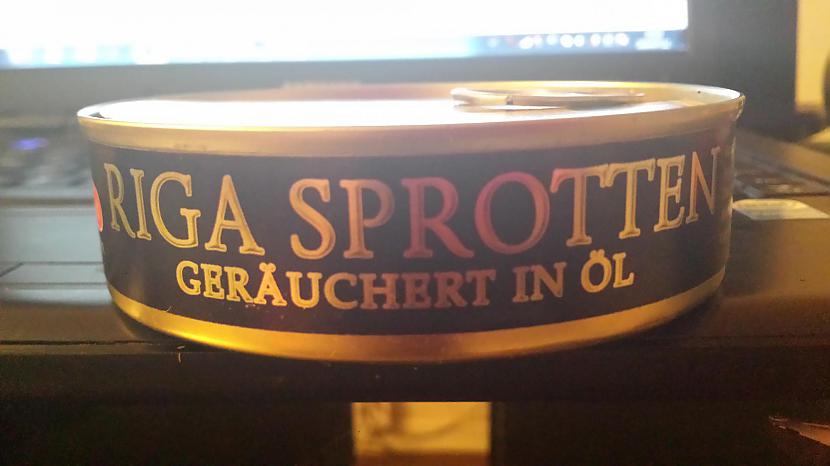 RIGA SPROTTEN
GERÄUCHERT IN ÖL